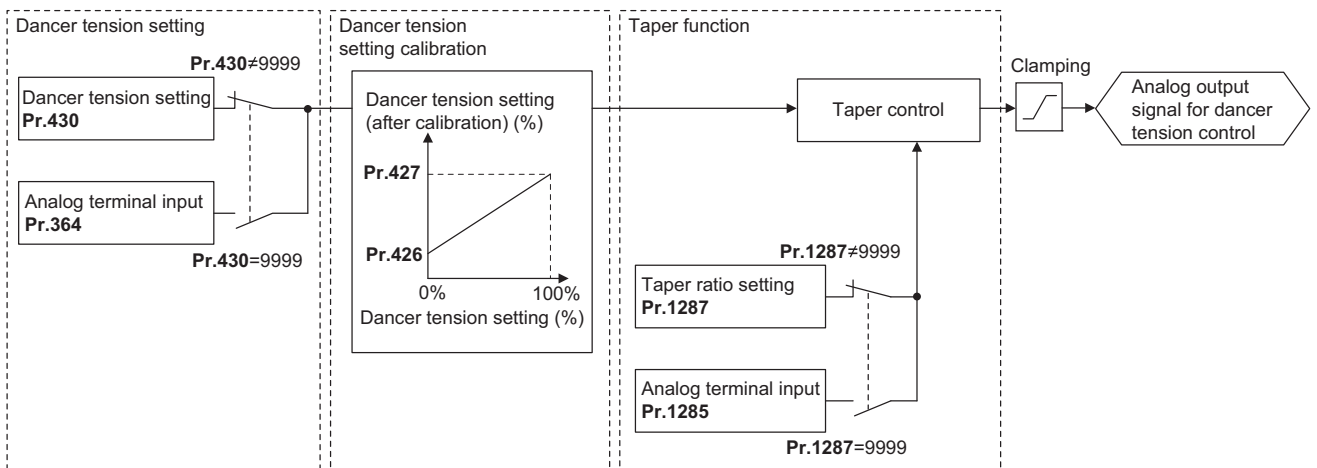 Dancer tension setting
Pr.430≠9999
Dancer tension setting
Pr.430
Analog terminal input
Pr.364
Pr.430=9999
Dancer tension
setting calibration
Dancer tension setting
(after calibration) (%)
Pr.427
Pr.426
0%
100%
Dancer tension setting (%)
Taper function
Taper control
Pr.1287≠9999
Taper ratio setting
Pr.1287
Analog terminal input
Pr.1285
Pr.1287=9999
Clamping
Analog output
signal for dancer
tension control